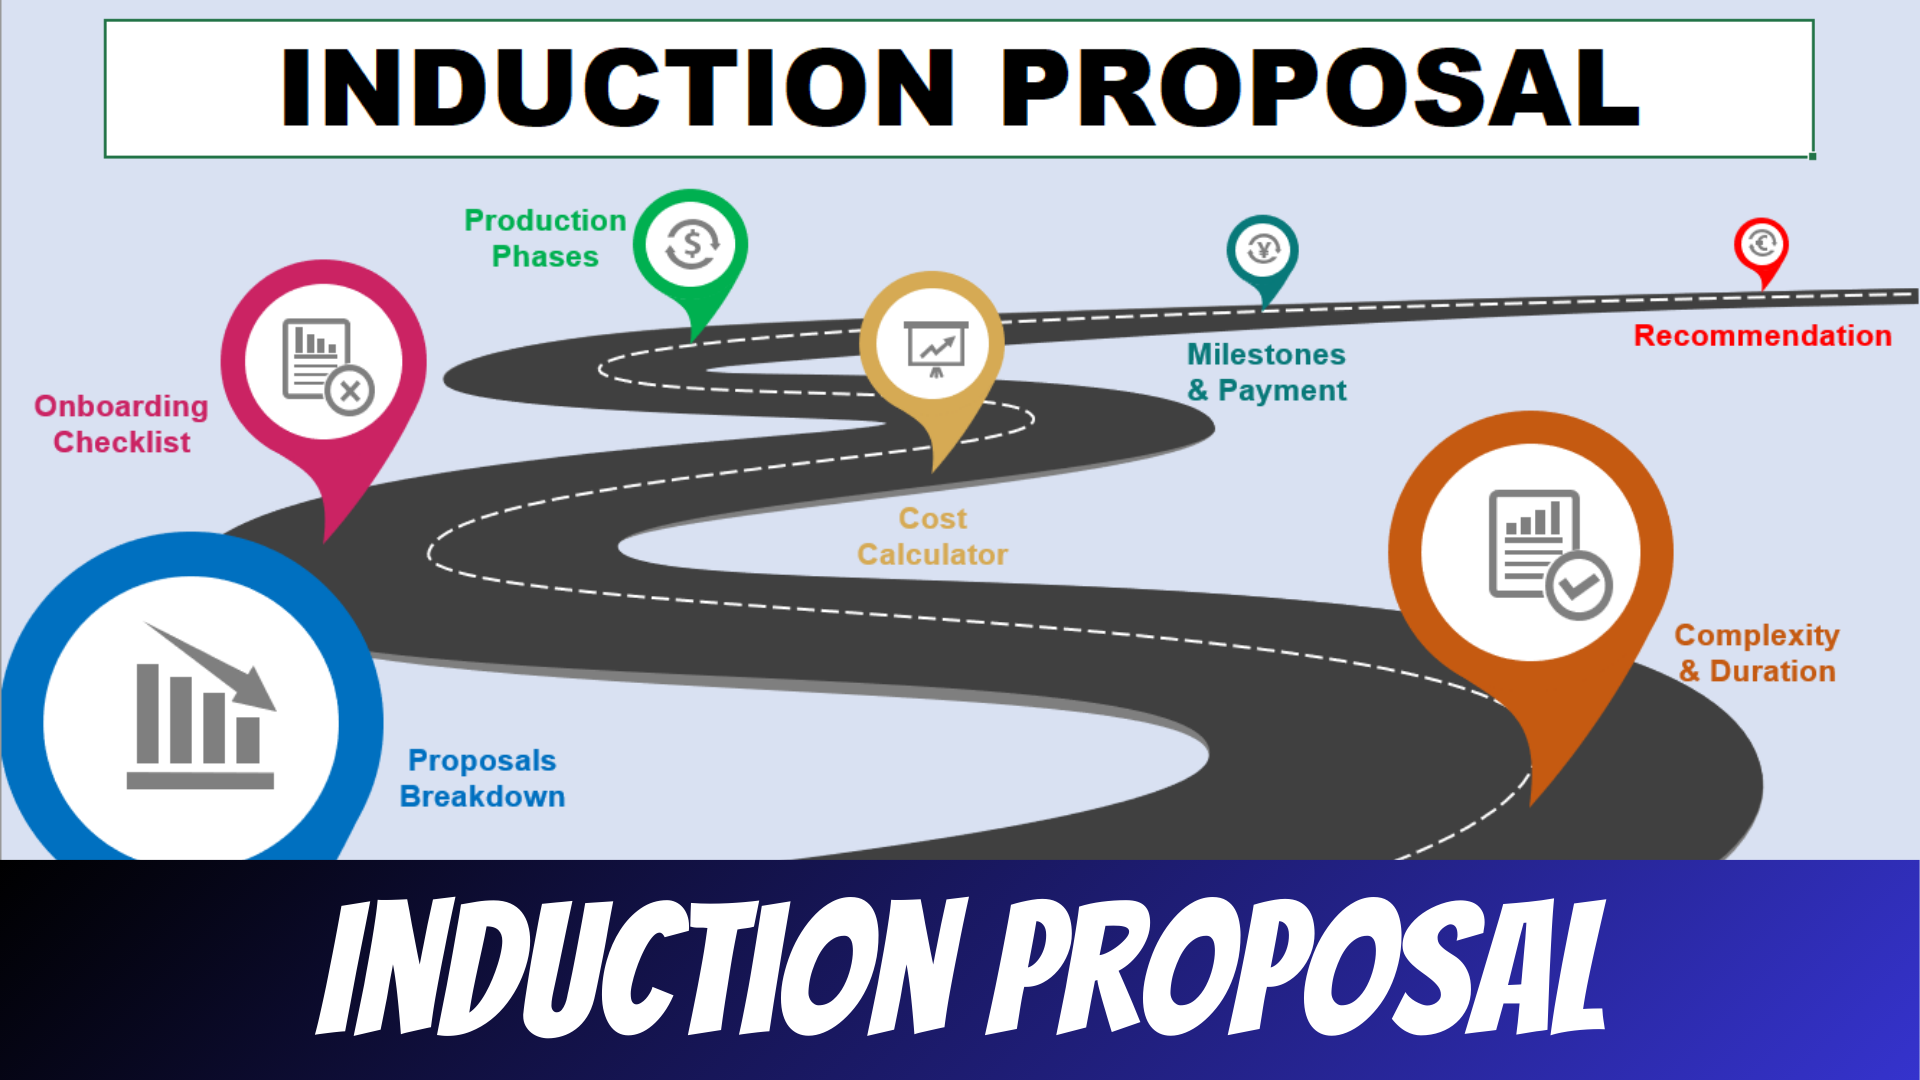 INDUCTION PROPOSAL
Production
Phases
Milestones
& Payment
Recommendation
Onboarding
Checklist
Cost
Calculator
Complexity
& Duration
Proposals
Breakdown
INDUCTION PROPOSAL